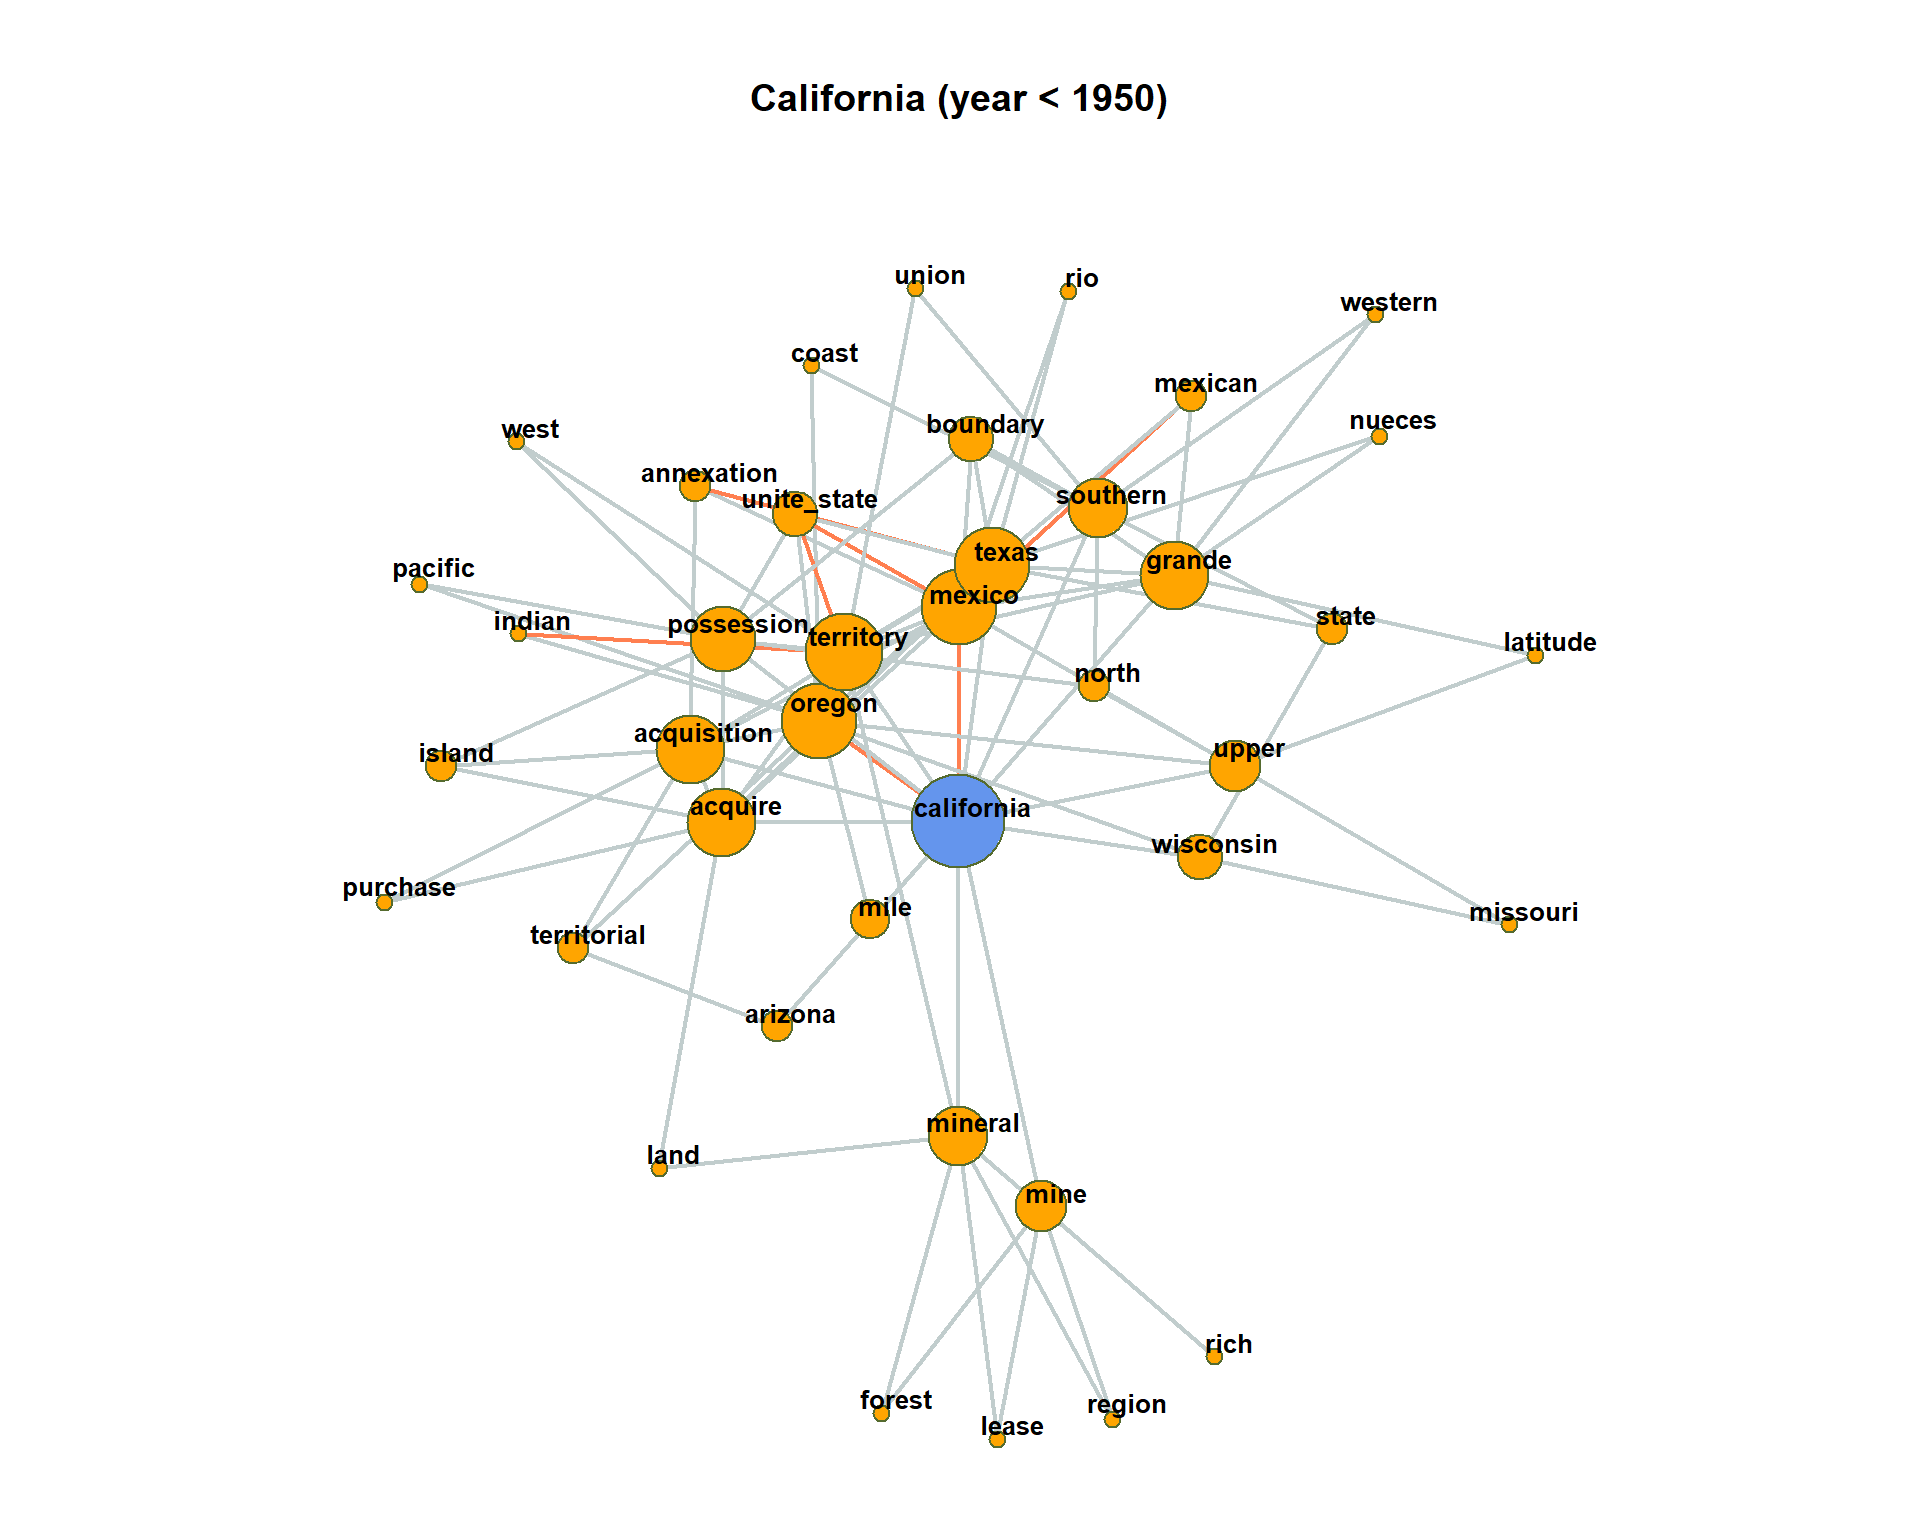 California (year < 1950)
union
rio
western
coast
mexican
nueces
boundary
west
annexation
unite_state
southern
texas
grande
pacific
mexico
indian
possession
territory
state
latitude
north
oregon
acquisition
island
upper
acquire
california
wisconsin
purchase
mile
missouri
territorial
arizona
mineral
land
mine
rich
forest
region
lease